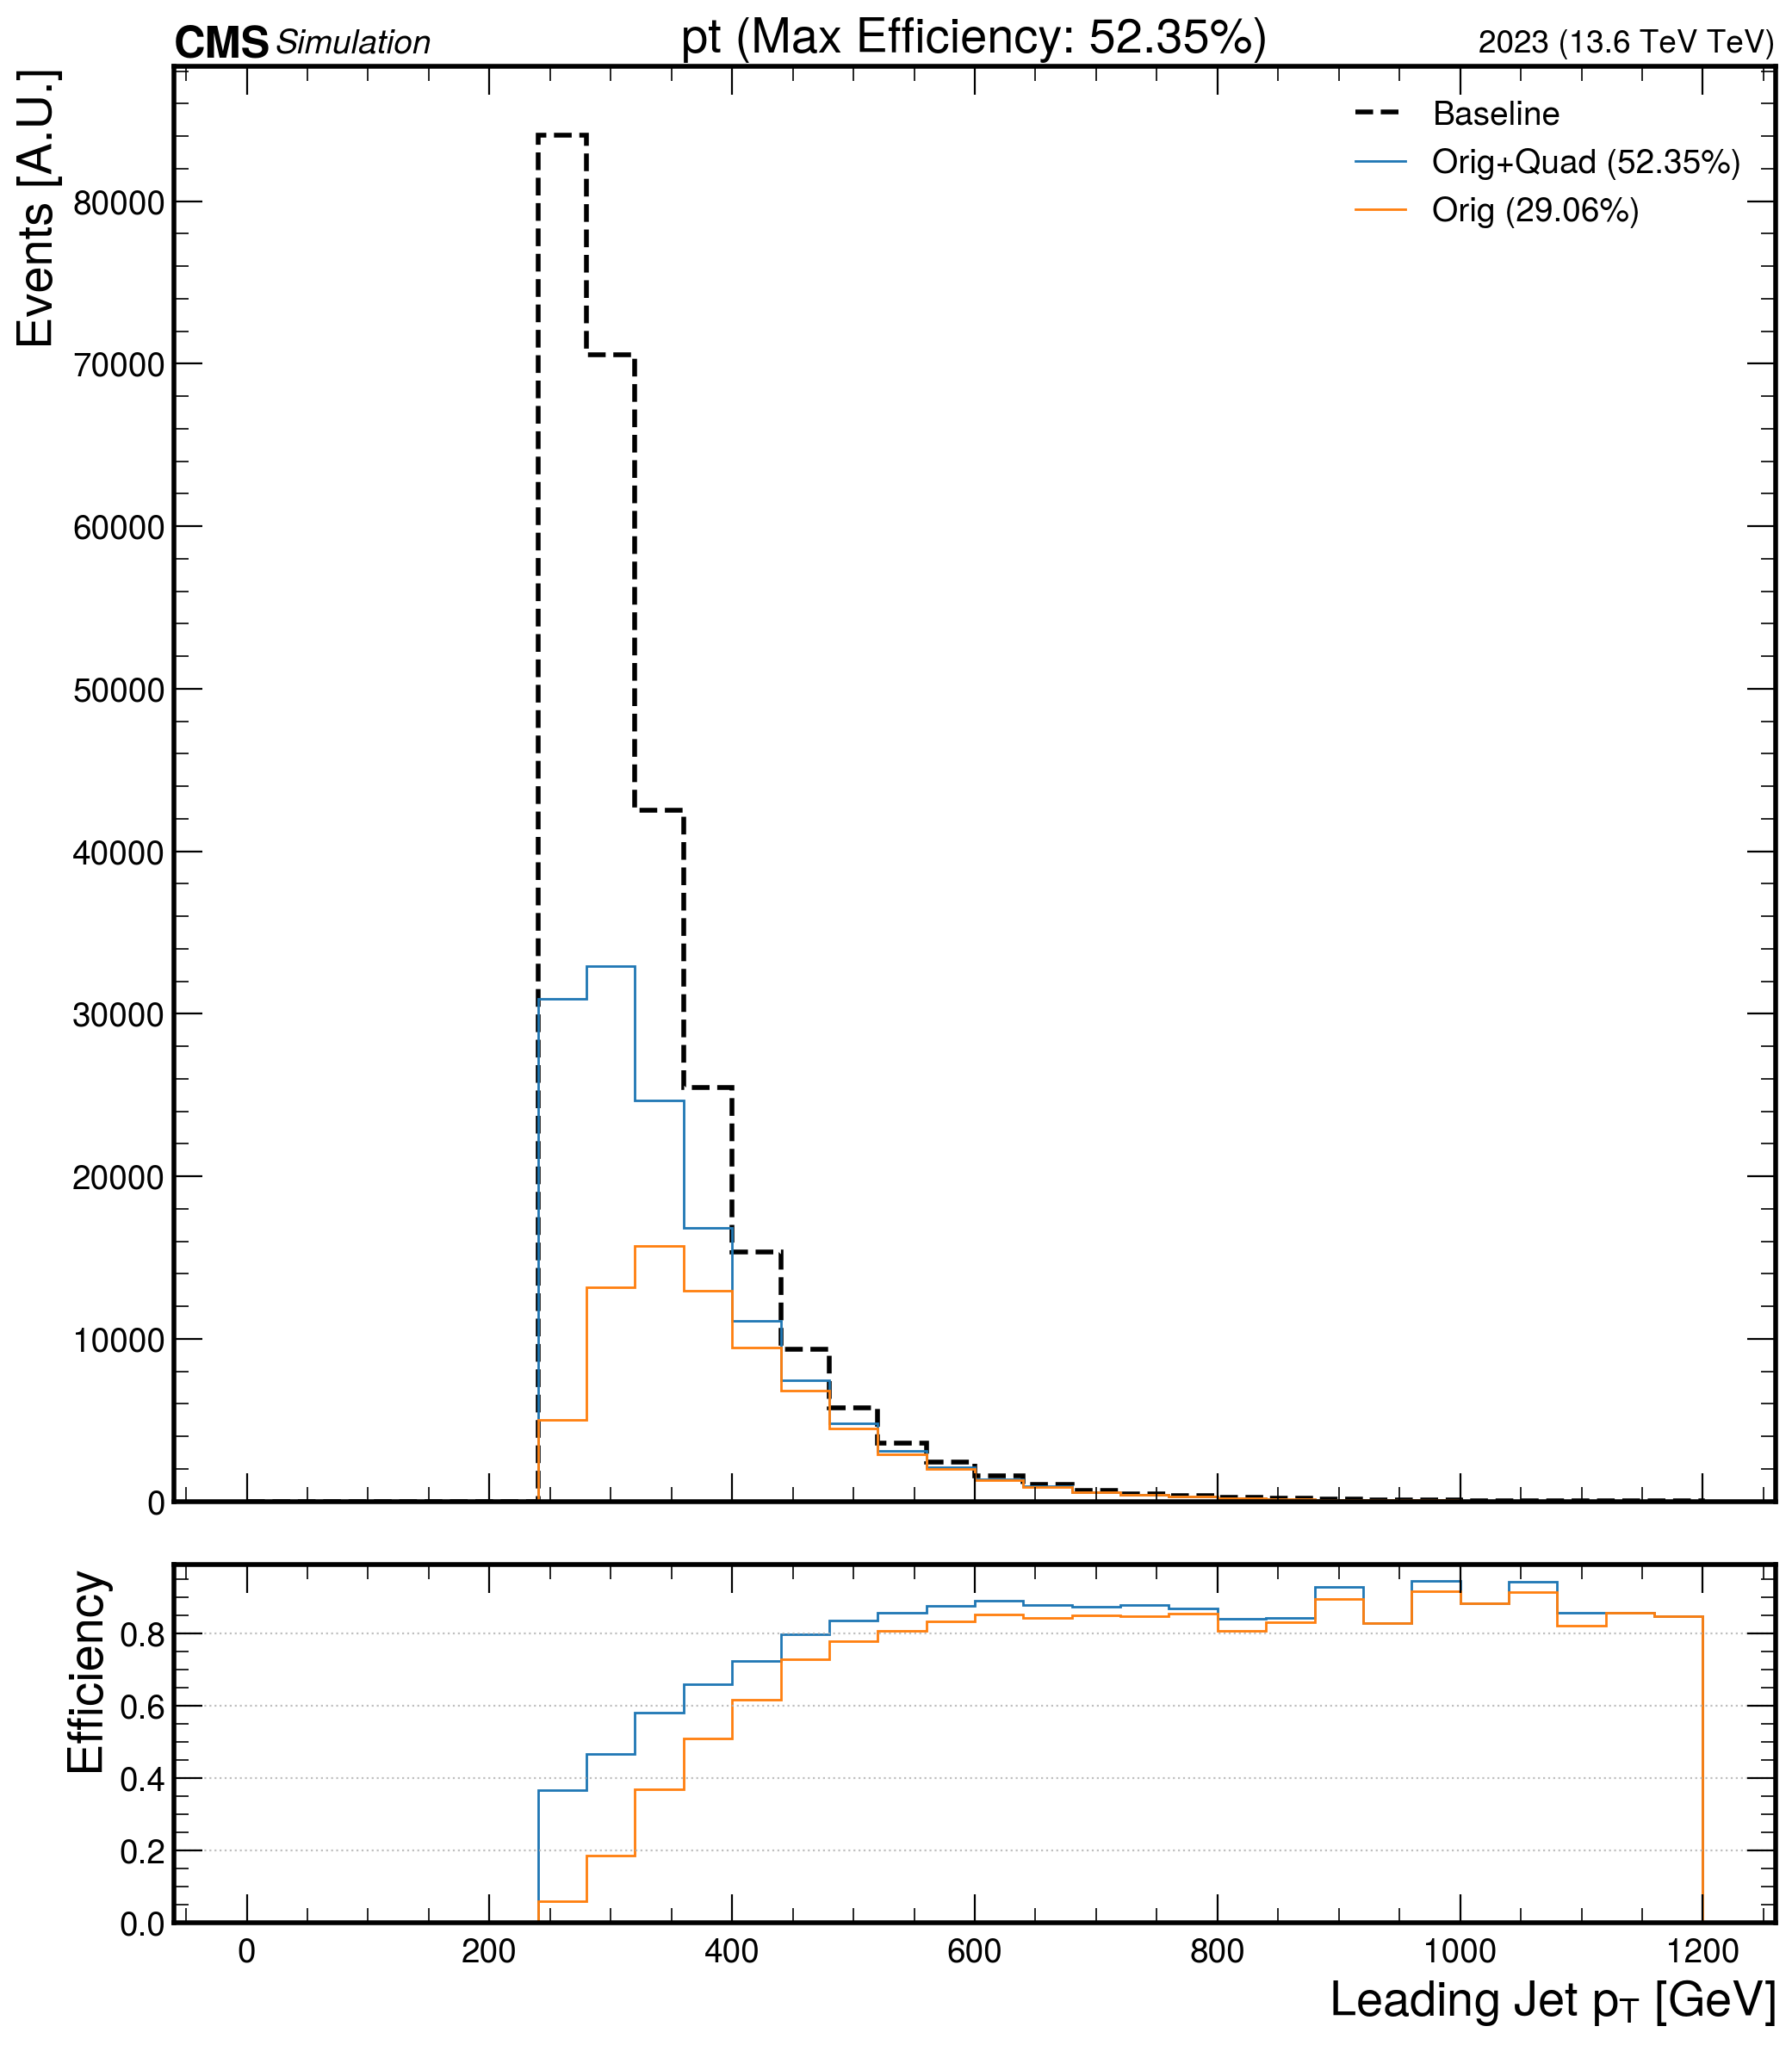 CMS Simulation
pt (Max Efficiency: 52.35%)
2023 (13.6 TeV TeV)
Events [A.U.]
80000
70000
60000
50000
40000
30000
20000
10000
0
Baseline
Orig+Quad (52.35%)
Orig (29.06%)
Efficiency
0.8
0.6
0.4
0.2
0.0
0 200 400 600 800 1000 1200
Leading Jet pT [GeV]